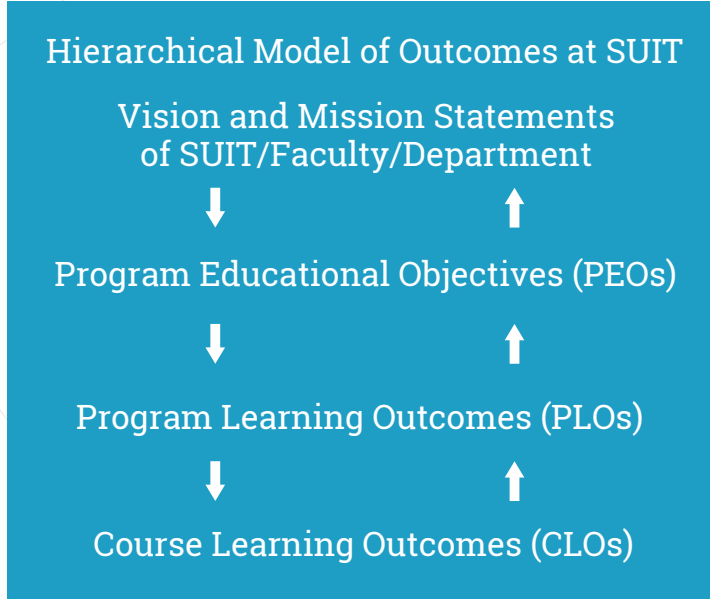 Hierarchical Model of Outcomes at SUIT
Vision and Mission Statements
of SUIT/Faculty/Department
Program Educational Objectives (PEOs)
Program Learning Outcomes (PLOs)
Course Learning Outcomes (CLOs)